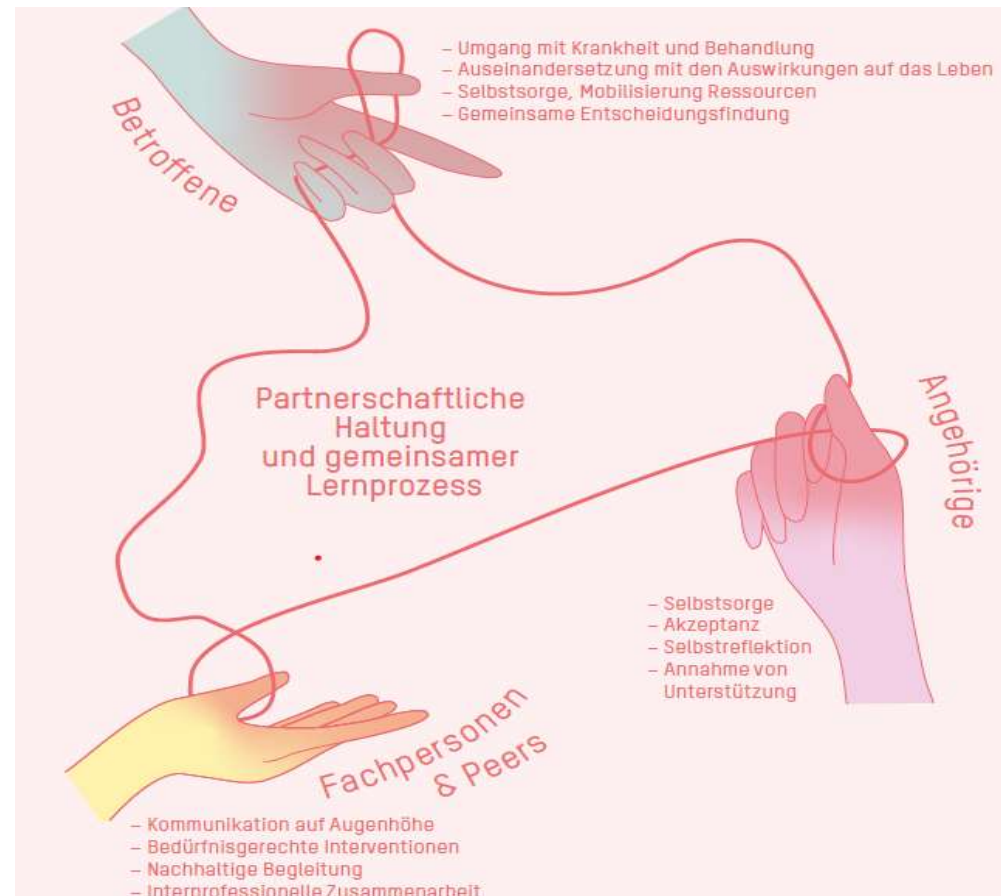 – Umgang mit Krankheit und Behandlung
– Auseinandersetzung mit den Auswirkungen auf das Leben
– Selbstsorge, Mobilisierung Ressourcen
– Gemeinsame Entscheidungsfindung
Betroffene
Partnerschaftliche
Haltung
und gemeinsamer
Lernprozess
Angehörige
– Selbstsorge
– Akzeptanz
– Selbstreflektion
– Annahme von
Unterstützung
Fachpersonen
& Peers
– Kommunikation auf Augenhöhe
– Bedürfnisgerechte Interventionen
– Nachhaltige Begleitung
– Interprofessionelle Zusammenarbeit